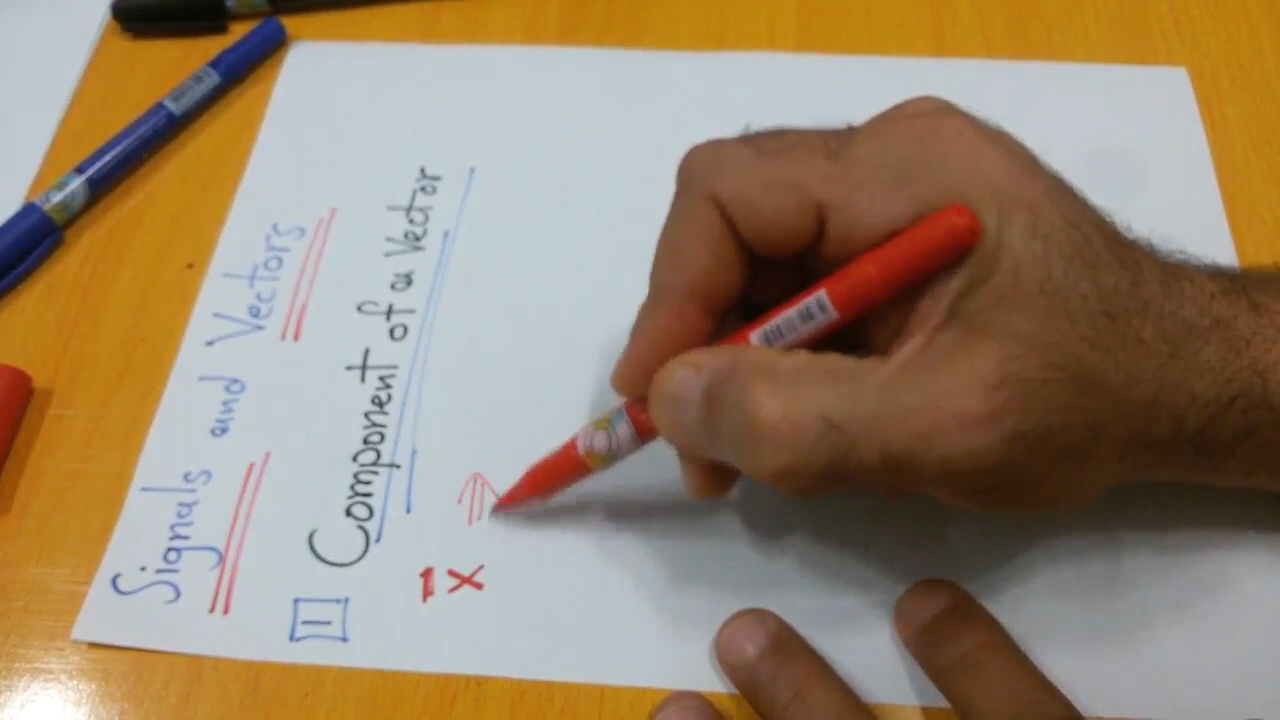 Signals and Vectors
1 Component of a Vector
x̄ ⇒